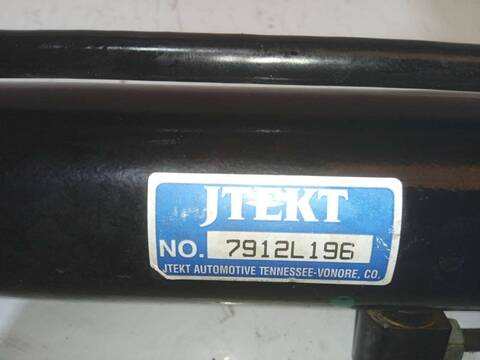 JTEKT
NO. 7912L196
JTEKT AUTOMOTIVE TENNESSEE-VONORE, CO.